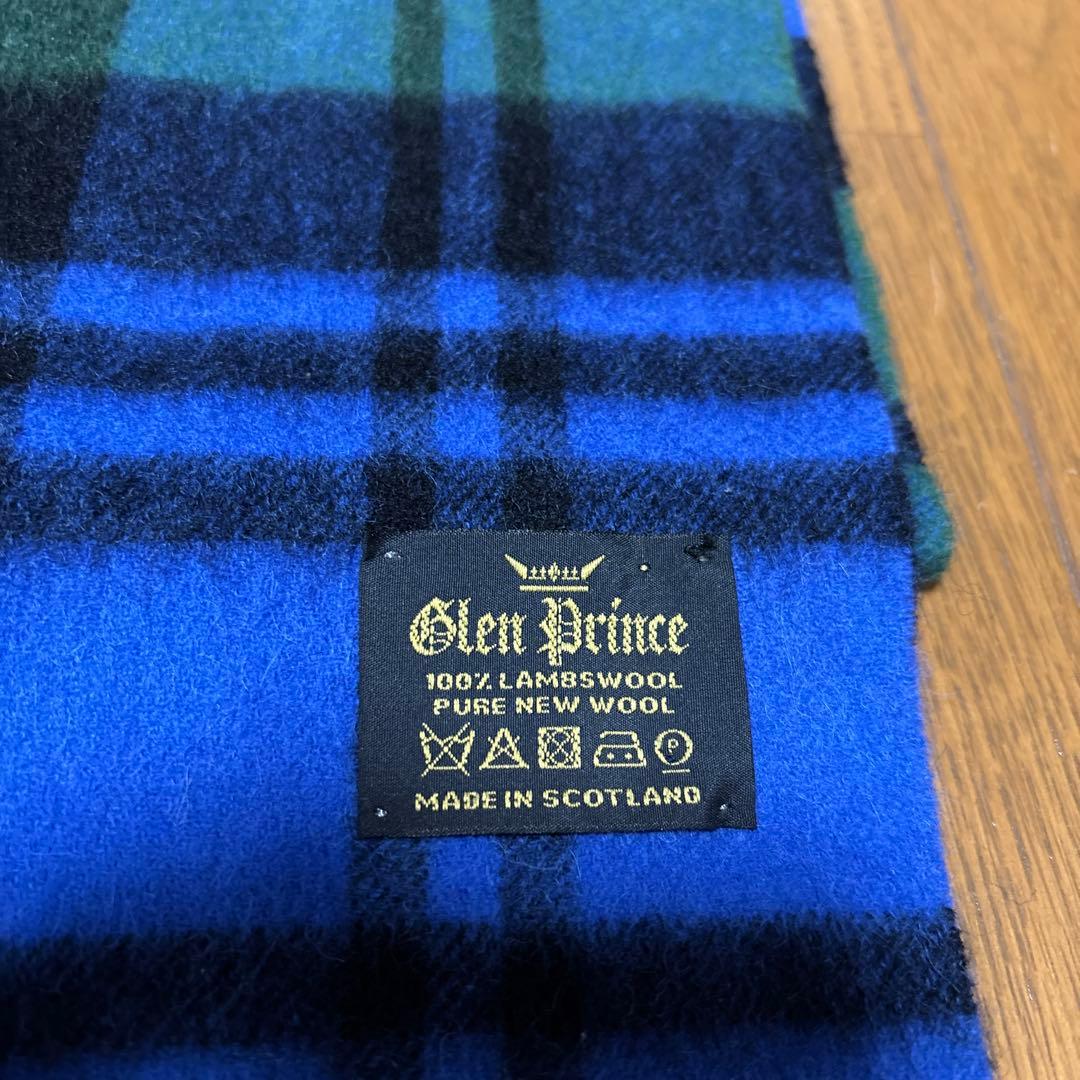 Glen Prince
100% LAMBSWOOL
PURE NEW WOOL
P
MADE IN SCOTLAND